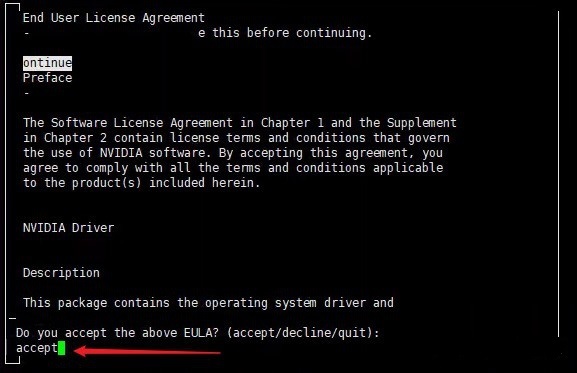 End User License Agreement
- e this before continuing.
ontinue
Preface
-
The Software License Agreement in Chapter 1 and the Supplement
in Chapter 2 contain license terms and conditions that govern
the use of NVIDIA software. By accepting this agreement, you
agree to comply with all the terms and conditions applicable
to the product(s) included herein.
NVIDIA Driver
Description
This package contains the operating system driver and
Do you accept the above EULA? (accept/decline/quit):
accept